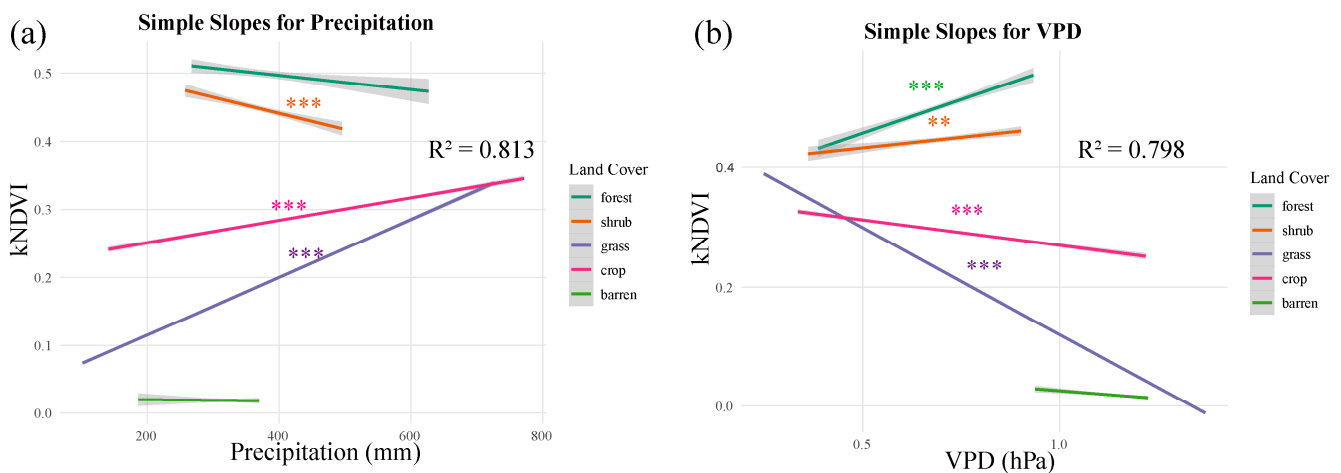 (a)
Simple Slopes for Precipitation
kNDVI
0.5
0.4
0.3
0.2
0.1
0.0
***
***
***
R² = 0.813
200
400
600
800
Precipitation (mm)
Land Cover
forest
shrub
grass
crop
barren
(b)
Simple Slopes for VPD
kNDVI
0.4
0.2
0.0
***
**
***
***
R² = 0.798
0.5
1.0
VPD (hPa)
Land Cover
forest
shrub
grass
crop
barren